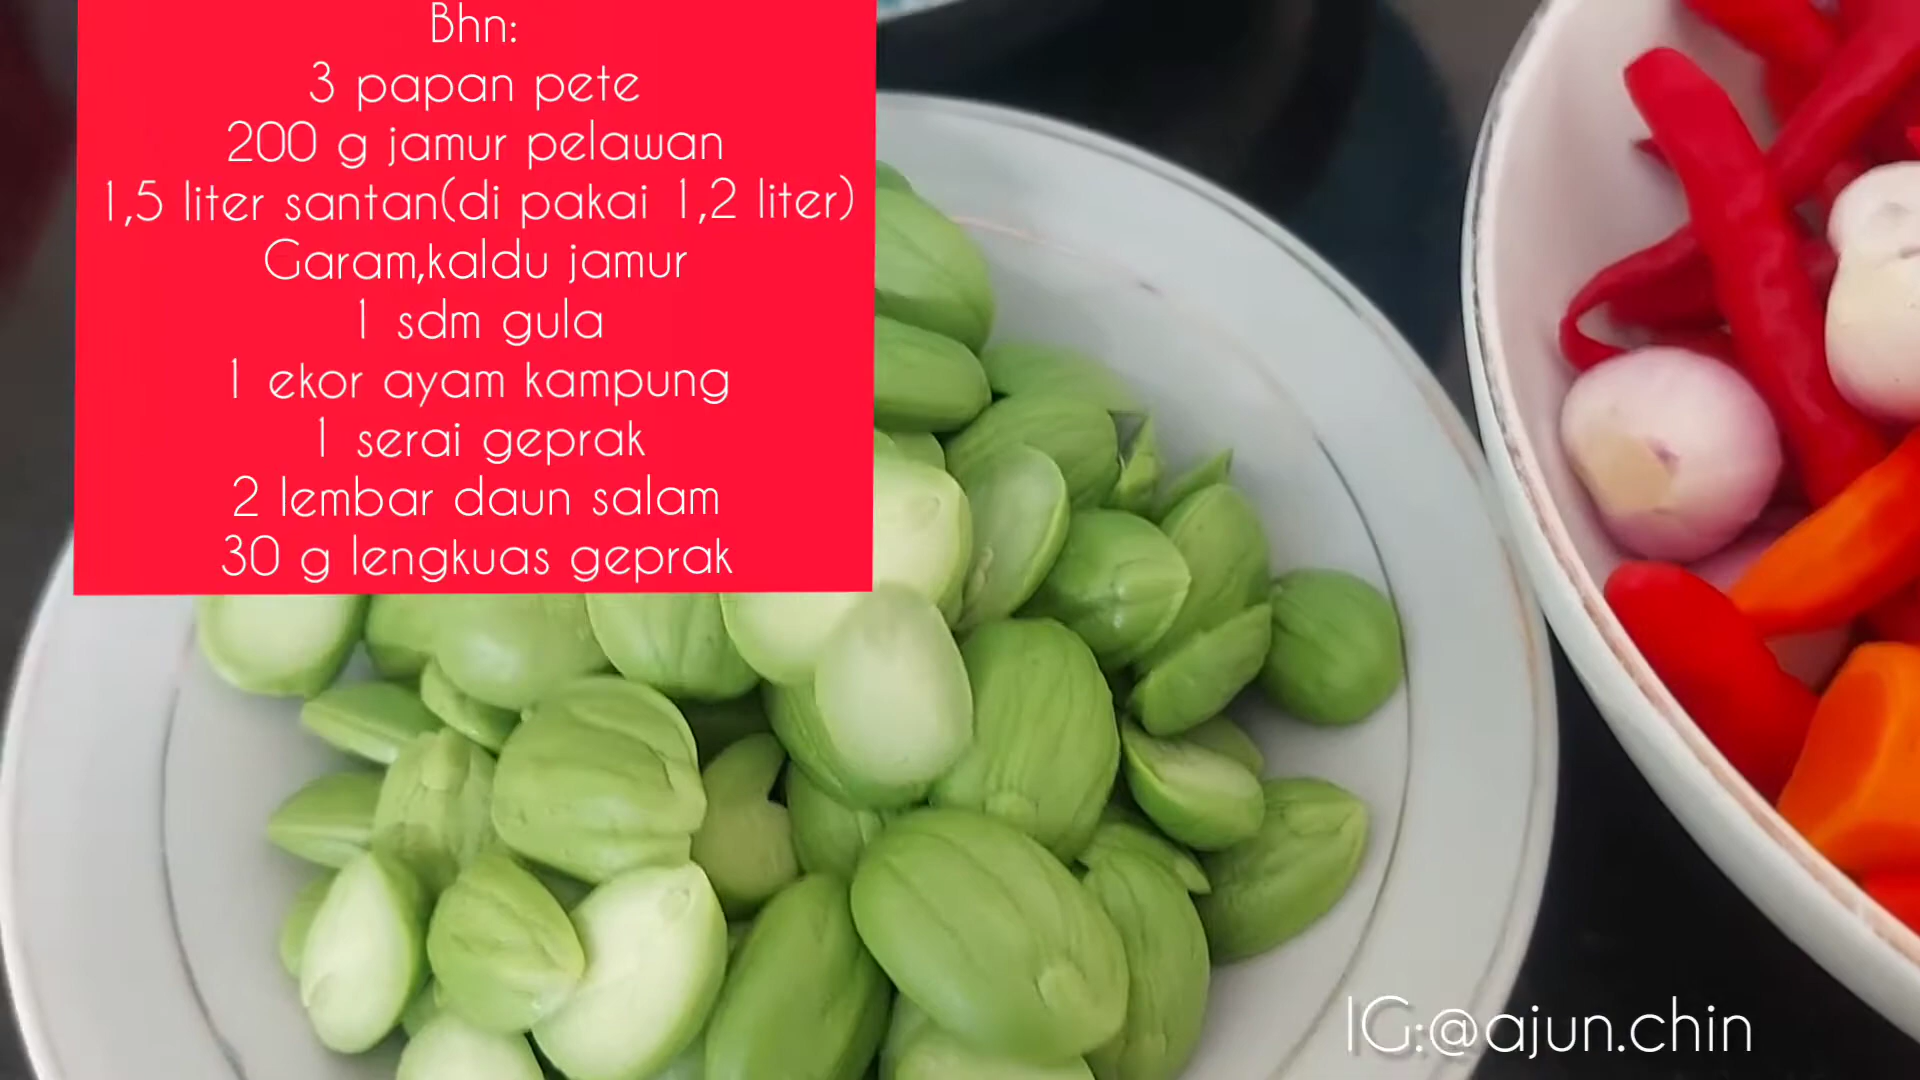 Bhn:
3 papan pete
200 g jamur pelawan
1,5 liter santan(di pakai 1,2 liter)
Garam,kaldu jamur
1 sdm gula
1 ekor ayam kampung
1 serai geprak
2 lembar daun salam
30 g lengkuas geprak
IG:@ajun.chin